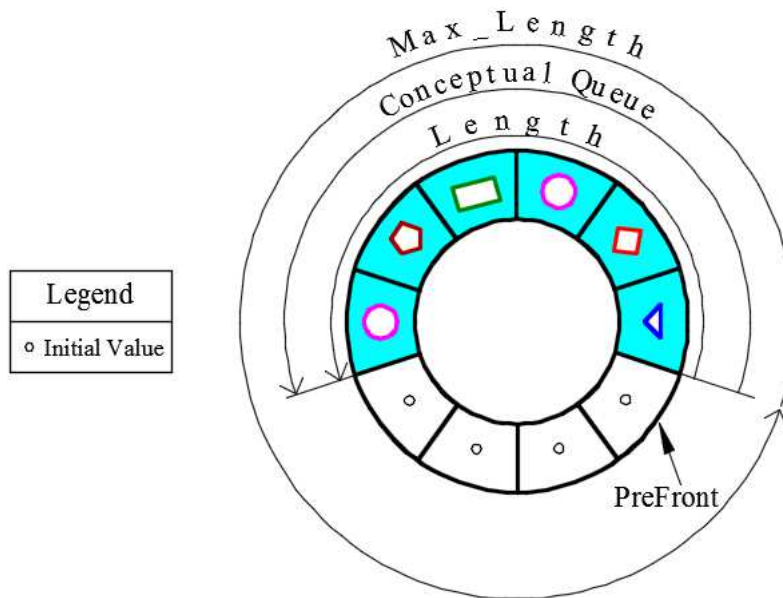 Max_Length
Conceptual Queue
Length
Legend
Initial Value
PreFront